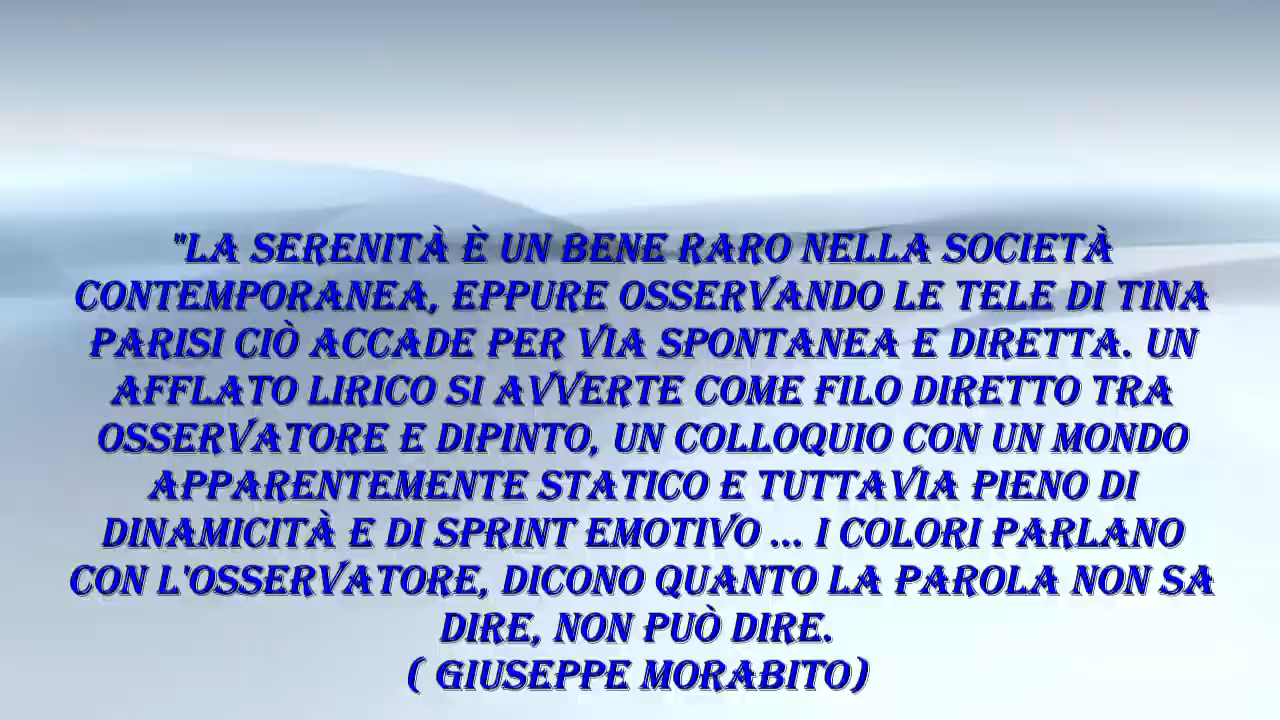 "LA SERENITÀ È UN BENE RARO NELLA SOCIETÀ
CONTEMPORANEA, EPPURE OSSERVANDO LE TELE DI TINA
PARISI CIÒ ACCADE PER VIA SPONTANEA E DIRETTA. UN
AFFLATO LIRICO SI AVVERTE COME FILO DIRETTO TRA
OSSERVATORE E DIPINTO, UN COLLOQUIO CON UN MONDO
APPARENTEMENTE STATICO E TUTTAVIA PIENO DI
DINAMICITÀ E DI SPRINT EMOTIVO ... I COLORI PARLANO
CON L'OSSERVATORE, DICONO QUANTO LA PAROLA NON SA
DIRE, NON PUÒ DIRE.
( GIUSEPPE MORABITO)